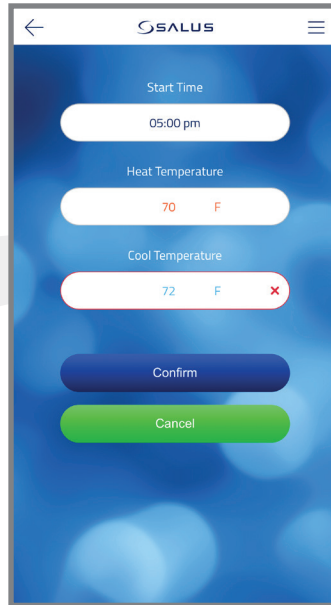 SALUS
Start Time
05:00 pm
Heat Temperature
70 F
Cool Temperature
72 F
Confirm
Cancel